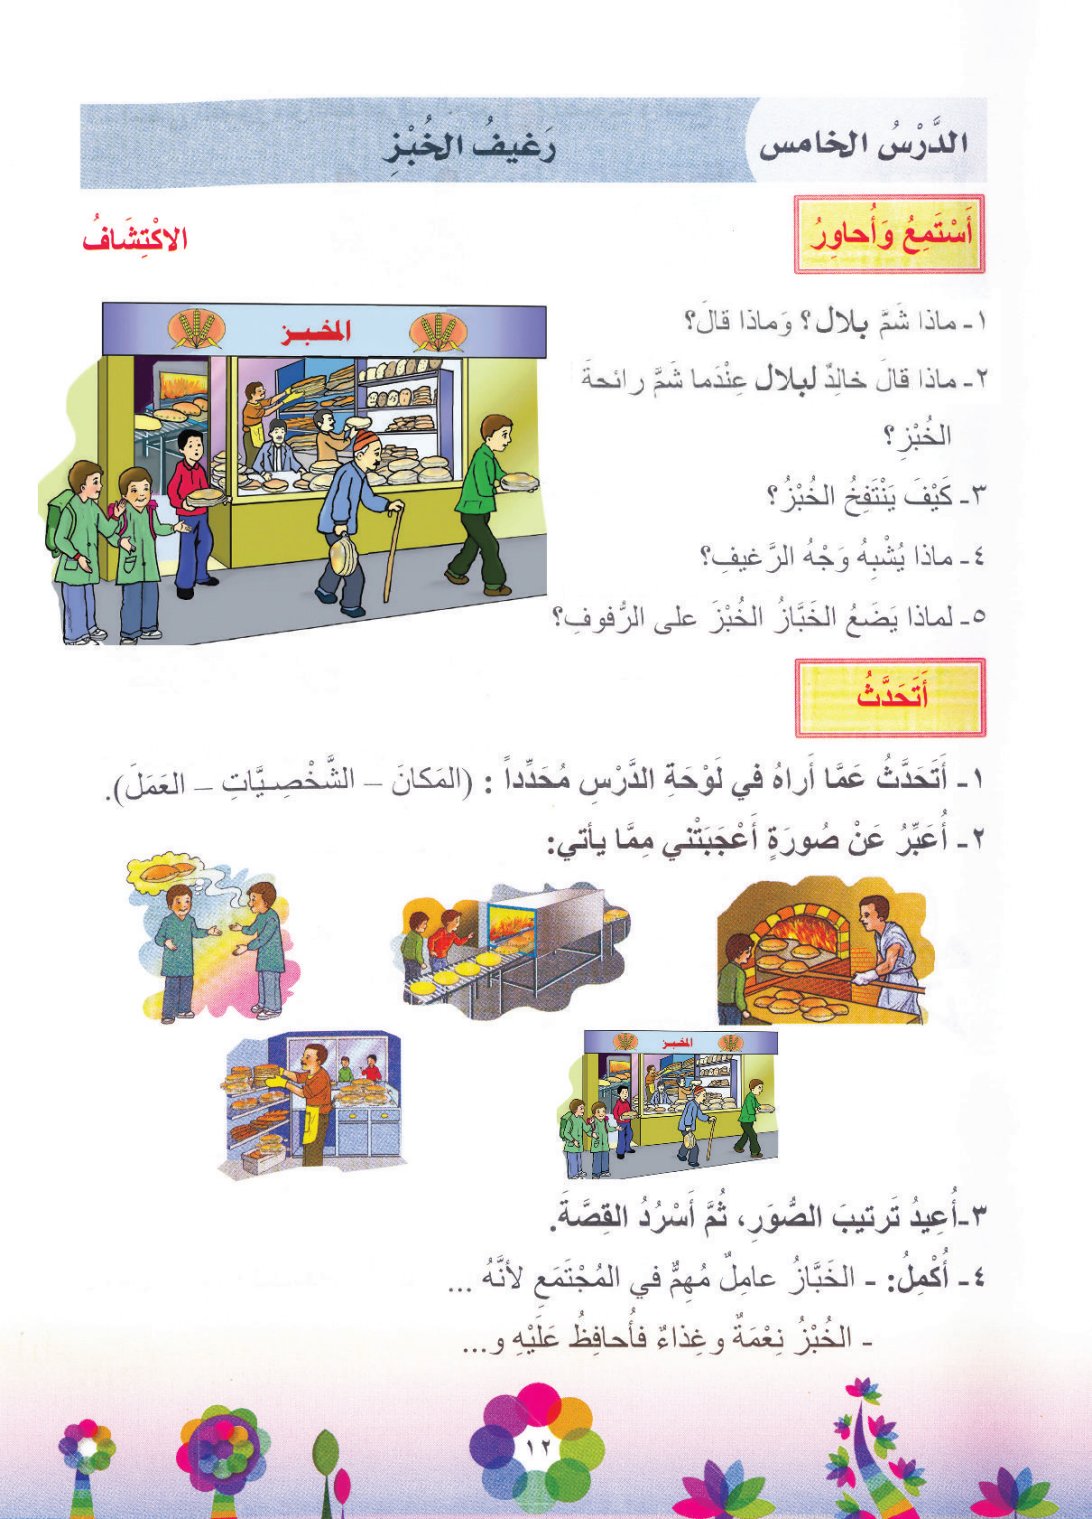 الدَّرْسُ الخامس
رَغيفُ الخُبْزِ
أَسْتَمِعُ وَأُحاوِرُ
الاكْتِشَافُ
١- ماذا شَمَّ بلال؟ وَماذا قالَ؟
٢- ماذا قالَ خالِدٌ لبلال عِنْدَما شَمَّ رائحةَ
الخُبْزِ؟
٣- كَيْفَ يَنْتَفِخُ الخُبْزُ؟
٤- ماذا يُشْبِهُ وَجْهُ الرَّغيفِ؟
٥- لماذا يَضَعُ الخَبَّازُ الخُبْزَ على الرُّفوفِ؟
المخبز
أَتَحَدَّثُ
١- أَتَحَدَّثُ عَمَّا أَراهُ في لَوْحَةِ الدَّرْسِ مُحَدِّداً : (المَكانَ – الشَّخْصِيَّاتِ – العَمَلَ).
٢- أُعَبِّرُ عَنْ صُورَةٍ أَعْجَبَتْني مِمَّا يأتي:
المخبز
٣-أُعِيدُ تَرتيبَ الصُّوَرِ، ثُمَّ أَسْرُدُ القِصَّةَ.
٤- أُكْمِلُ: - الخَبَّازُ عامِلٌ مُهِمٌّ في المُجْتَمَعِ لأنَّهُ ...
- الخُبْزُ نِعْمَةٌ وغِذاءٌ فأُحافِظُ عَلَيْهِ و...
١٢